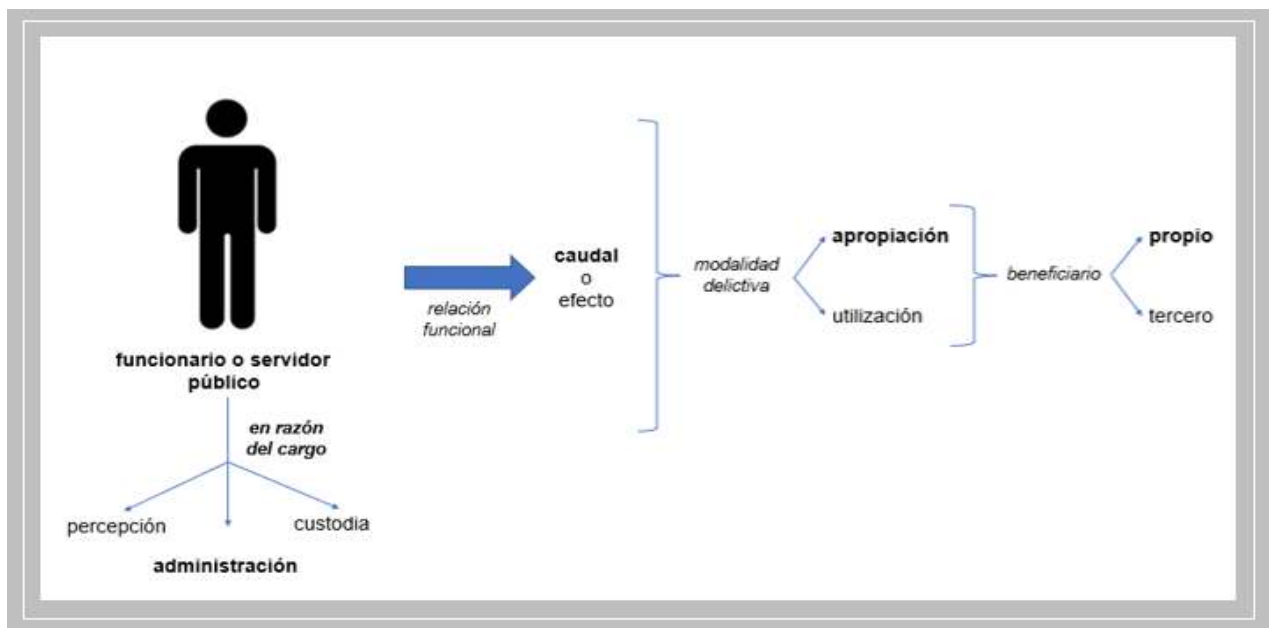 funcionario o servidor
público
en razón
del cargo
percepción
custodia
administración
relación
funcional
caudal
o
efecto
modalidad
delictiva
apropiación
utilización
beneficiario
propio
tercero